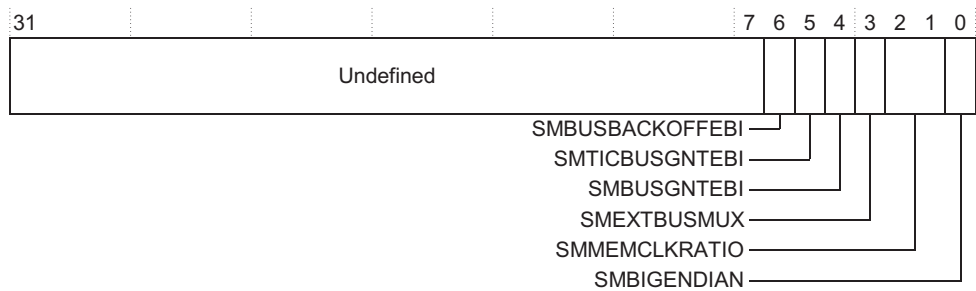 31 7 6 5 4 3 2 1 0
Undefined
SMBUSBACKOFFEBI
SMTICBUSGNTEBI
SMBUSGNTEBI
SMEXTBUSMUX
SMMEMCLKRATIO
SMBIGENDIAN